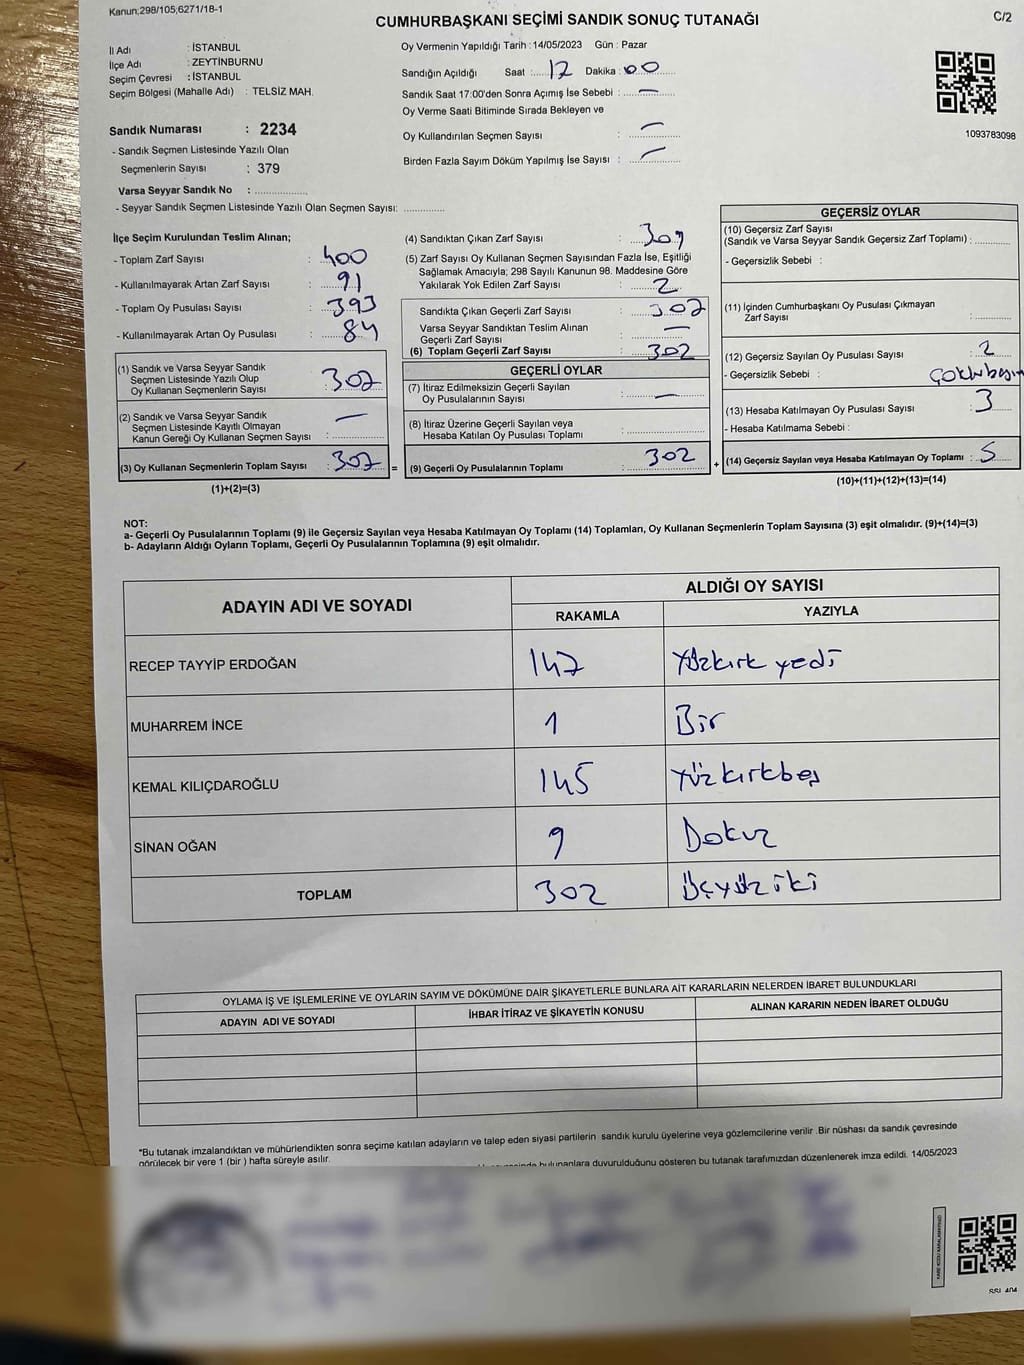 Kanun:298/105,6271/18-1
CUMHURBAŞKANI SEÇİMİ SANDIK SONUÇ TUTANAĞI
C/2
İl Adı : İSTANBUL
İlçe Adı : ZEYTİNBURNU
Seçim Çevresi : İSTANBUL
Seçim Bölgesi (Mahalle Adı) : TELSİZ MAH.
Sandık Numarası : 2234
- Sandık Seçmen Listesinde Yazılı Olan
Seçmenlerin Sayısı : 379
Varsa Seyyar Sandık No : ..............
- Seyyar Sandık Seçmen Listesinde Yazılı Olan Seçmen Sayısı: ............
Oy Vermenin Yapıldığı Tarih : 14/05/2023 Gün : Pazar
Sandığın Açıldığı Saat : 17 Dakika : 00
Sandık Saat 17:00'den Sonra Açımış İse Sebebi : —
Oy Verme Saati Bitiminde Sırada Bekleyen ve
Oy Kullandırılan Seçmen Sayısı : —
Birden Fazla Sayım Döküm Yapılmış İse Sayısı : —
1093783098
İlçe Seçim Kurulundan Teslim Alınan;
- Toplam Zarf Sayısı : 400
- Kullanılmayarak Artan Zarf Sayısı : 91
- Toplam Oy Pusulası Sayısı : 393
- Kullanılmayarak Artan Oy Pusulası : 84
(1) Sandık ve Varsa Seyyar Sandık
Seçmen Listesinde Yazılı Olup
Oy Kullanan Seçmenlerin Sayısı : 307
(2) Sandık ve Varsa Seyyar Sandık
Seçmen Listesinde Kayıtlı Olmayan
Kanun Gereği Oy Kullanan Seçmen Sayısı : —
(3) Oy Kullanan Seçmenlerin Toplam Sayısı : 307 =
(1)+(2)=(3)
(4) Sandıktan Çıkan Zarf Sayısı : 309
(5) Zarf Sayısı Oy Kullanan Seçmen Sayısından Fazla İse, Eşitliği
Sağlamak Amacıyla; 298 Sayılı Kanunun 98. Maddesine Göre
Yakılarak Yok Edilen Zarf Sayısı : 2
Sandıkta Çıkan Geçerli Zarf Sayısı : 307
Varsa Seyyar Sandıktan Teslim Alınan
Geçerli Zarf Sayısı : —
(6) Toplam Geçerli Zarf Sayısı : 302
GEÇERLİ OYLAR
(7) İtiraz Edilmeksizin Geçerli Sayılan
Oy Pusulalarının Sayısı : —
(8) İtiraz Üzerine Geçerli Sayılan veya
Hesaba Katılan Oy Pusulası Toplamı :
(9) Geçerli Oy Pusulalarının Toplamı : 302 +
GEÇERSİZ OYLAR
(10) Geçersiz Zarf Sayısı
(Sandık ve Varsa Seyyar Sandık Geçersiz Zarf Toplamı) : ............
- Geçersizlik Sebebi :
(11) İçinden Cumhurbaşkanı Oy Pusulası Çıkmayan
Zarf Sayısı : ............
(12) Geçersiz Sayılan Oy Pusulası Sayısı : 2
- Geçersizlik Sebebi :
(13) Hesaba Katılmayan Oy Pusulası Sayısı : 3
- Hesaba Katılmama Sebebi :
(14) Geçersiz Sayılan veya Hesaba Katılmayan Oy Toplamı : 5
(10)+(11)+(12)+(13)=(14)
NOT:
a- Geçerli Oy Pusulalarının Toplamı (9) ile Geçersiz Sayılan veya Hesaba Katılmayan Oy Toplamı (14) Toplamları, Oy Kullanan Seçmenlerin Toplam Sayısına (3) eşit olmalıdır. (9)+(14)=(3)
b- Adayların Aldığı Oyların Toplamı, Geçerli Oy Pusulalarının Toplamına (9) eşit olmalıdır.
ADAYIN ADI VE SOYADI
ALDIĞI OY SAYISI
RAKAMLA YAZIYLA
RECEP TAYYİP ERDOĞAN 147 Yüzkırk yedi
MUHARREM İNCE 1 Bir
KEMAL KILIÇDAROĞLU 145 Yüzkırkbeş
SİNAN OĞAN 9 Dokuz
TOPLAM 302 Üçyüz iki
OYLAMA İŞ VE İŞLEMLERİNE VE OYLARIN SAYIM VE DÖKÜMÜNE DAİR ŞİKAYETLERLE BUNLARA AİT KARARLARIN NELERDEN İBARET BULUNDUKLARI
ADAYIN ADI VE SOYADI İHBAR İTİRAZ VE ŞİKAYETİN KONUSU ALINAN KARARIN NEDEN İBARET OLDUĞU
*Bu tutanak imzalandıktan ve mühürlendikten sonra seçime katılan adayların ve talep eden siyasi partilerin sandık kurulu üyelerine veya gözlemcilerine verilir .Bir nüshası da sandık çevresinde
görülecek bir yere 1 (bir ) hafta süreyle asılır.
bulunanlara duyurulduğunu gösteren bu tutanak tarafımızdan düzenlenerek imza edildi. 14/05/2023